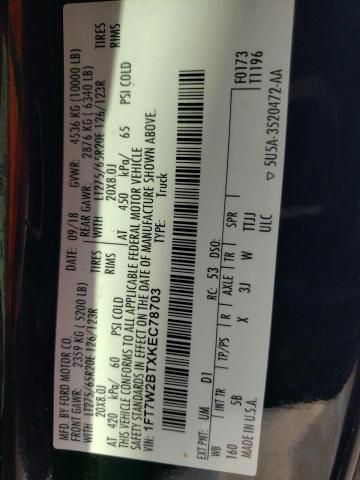 MFD. BY FORD MOTOR CO.
DATE: 09/18 GVWR: 4536 KG (10000 LB)
FRONT GAWR: 2359 KG (5200 LB) REAR GAWR: 2876 KG (6340 LB)
LT275/65R20E 126/123R WITH LT275/65R20E 126/123R TIRES
20X8.0J RIMS 20X8.0J RIMS
AT 420 kPa/ 60 PSI COLD AT 450 kPa/ 65 PSI COLD
THIS VEHICLE CONFORMS TO ALL APPLICABLE FEDERAL MOTOR VEHICLE
SAFETY STANDARDS IN EFFECT ON THE DATE OF MANUFACTURE SHOWN ABOVE.
VIN: 1FT7W2BTXKEC78703 TYPE: Truck
F0173
T1196
EXT PNT: UM D1 RC: 53 DSO:
WB INT TR TP/PS R AXLE TR SPR
160 5B X 3J W TTJJ
MADE IN U.S.A. ULC
5U5A-3520472-AA